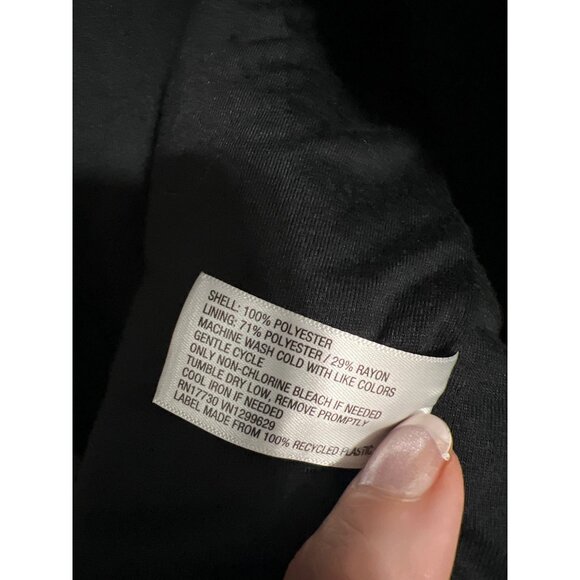 SHELL: 100% POLYESTER
LINING: 71% POLYESTER / 29% RAYON
MACHINE WASH COLD WITH LIKE COLORS
GENTLE CYCLE
ONLY NON-CHLORINE BLEACH IF NEEDED
TUMBLE DRY LOW, REMOVE PROMPTLY
COOL IRON IF NEEDED
RN17730 VN1299629
LABEL MADE FROM 100% RECYCLED PLASTIC